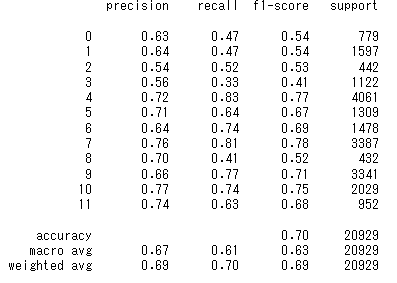 precision recall f1-score support
0 0.63 0.47 0.54 779
1 0.64 0.47 0.54 1597
2 0.54 0.52 0.53 442
3 0.56 0.33 0.41 1122
4 0.72 0.83 0.77 4061
5 0.71 0.64 0.67 1309
6 0.64 0.74 0.69 1478
7 0.76 0.81 0.78 3387
8 0.70 0.41 0.52 432
9 0.66 0.77 0.71 3341
10 0.77 0.74 0.75 2029
11 0.74 0.63 0.68 952
accuracy 0.70 20929
macro avg 0.67 0.61 0.63 20929
weighted avg 0.69 0.70 0.69 20929